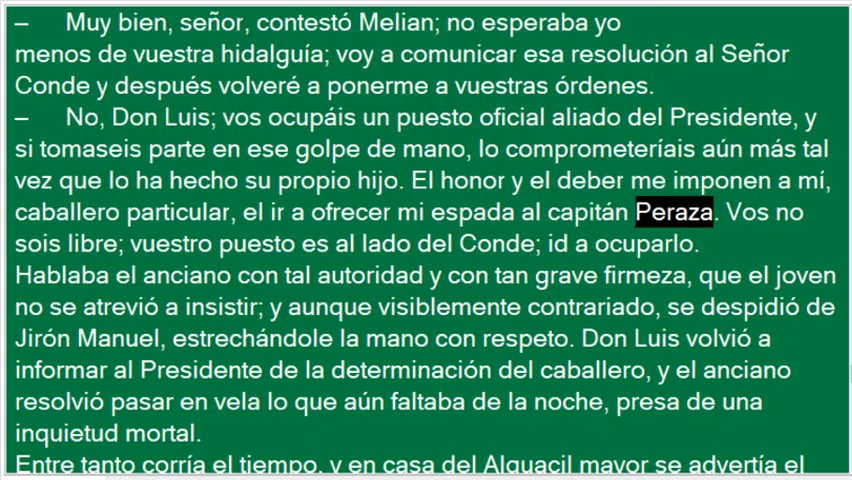 –      Muy bien, señor, contestó Melian; no esperaba yo
menos de vuestra hidalguía; voy a comunicar esa resolución al Señor
Conde y después volveré a ponerme a vuestras órdenes.
–      No, Don Luis; vos ocupáis un puesto oficial aliado del Presidente, y
si tomaseis parte en ese golpe de mano, lo comprometeríais aún más tal
vez que lo ha hecho su propio hijo. El honor y el deber me imponen a mí,
caballero particular, el ir a ofrecer mi espada al capitán Peraza. Vos no
sois libre; vuestro puesto es al lado del Conde; id a ocuparlo.
Hablaba el anciano con tal autoridad y con tan grave firmeza, que el joven
no se atrevió a insistir; y aunque visiblemente contrariado, se despidió de
Jirón Manuel, estrechándole la mano con respeto. Don Luis volvió a
informar al Presidente de la determinación del caballero, y el anciano
resolvió pasar en vela lo que aún faltaba de la noche, presa de una
inquietud mortal.
Entre tanto corría el tiempo, y en casa del Alguacil mayor se advertía el